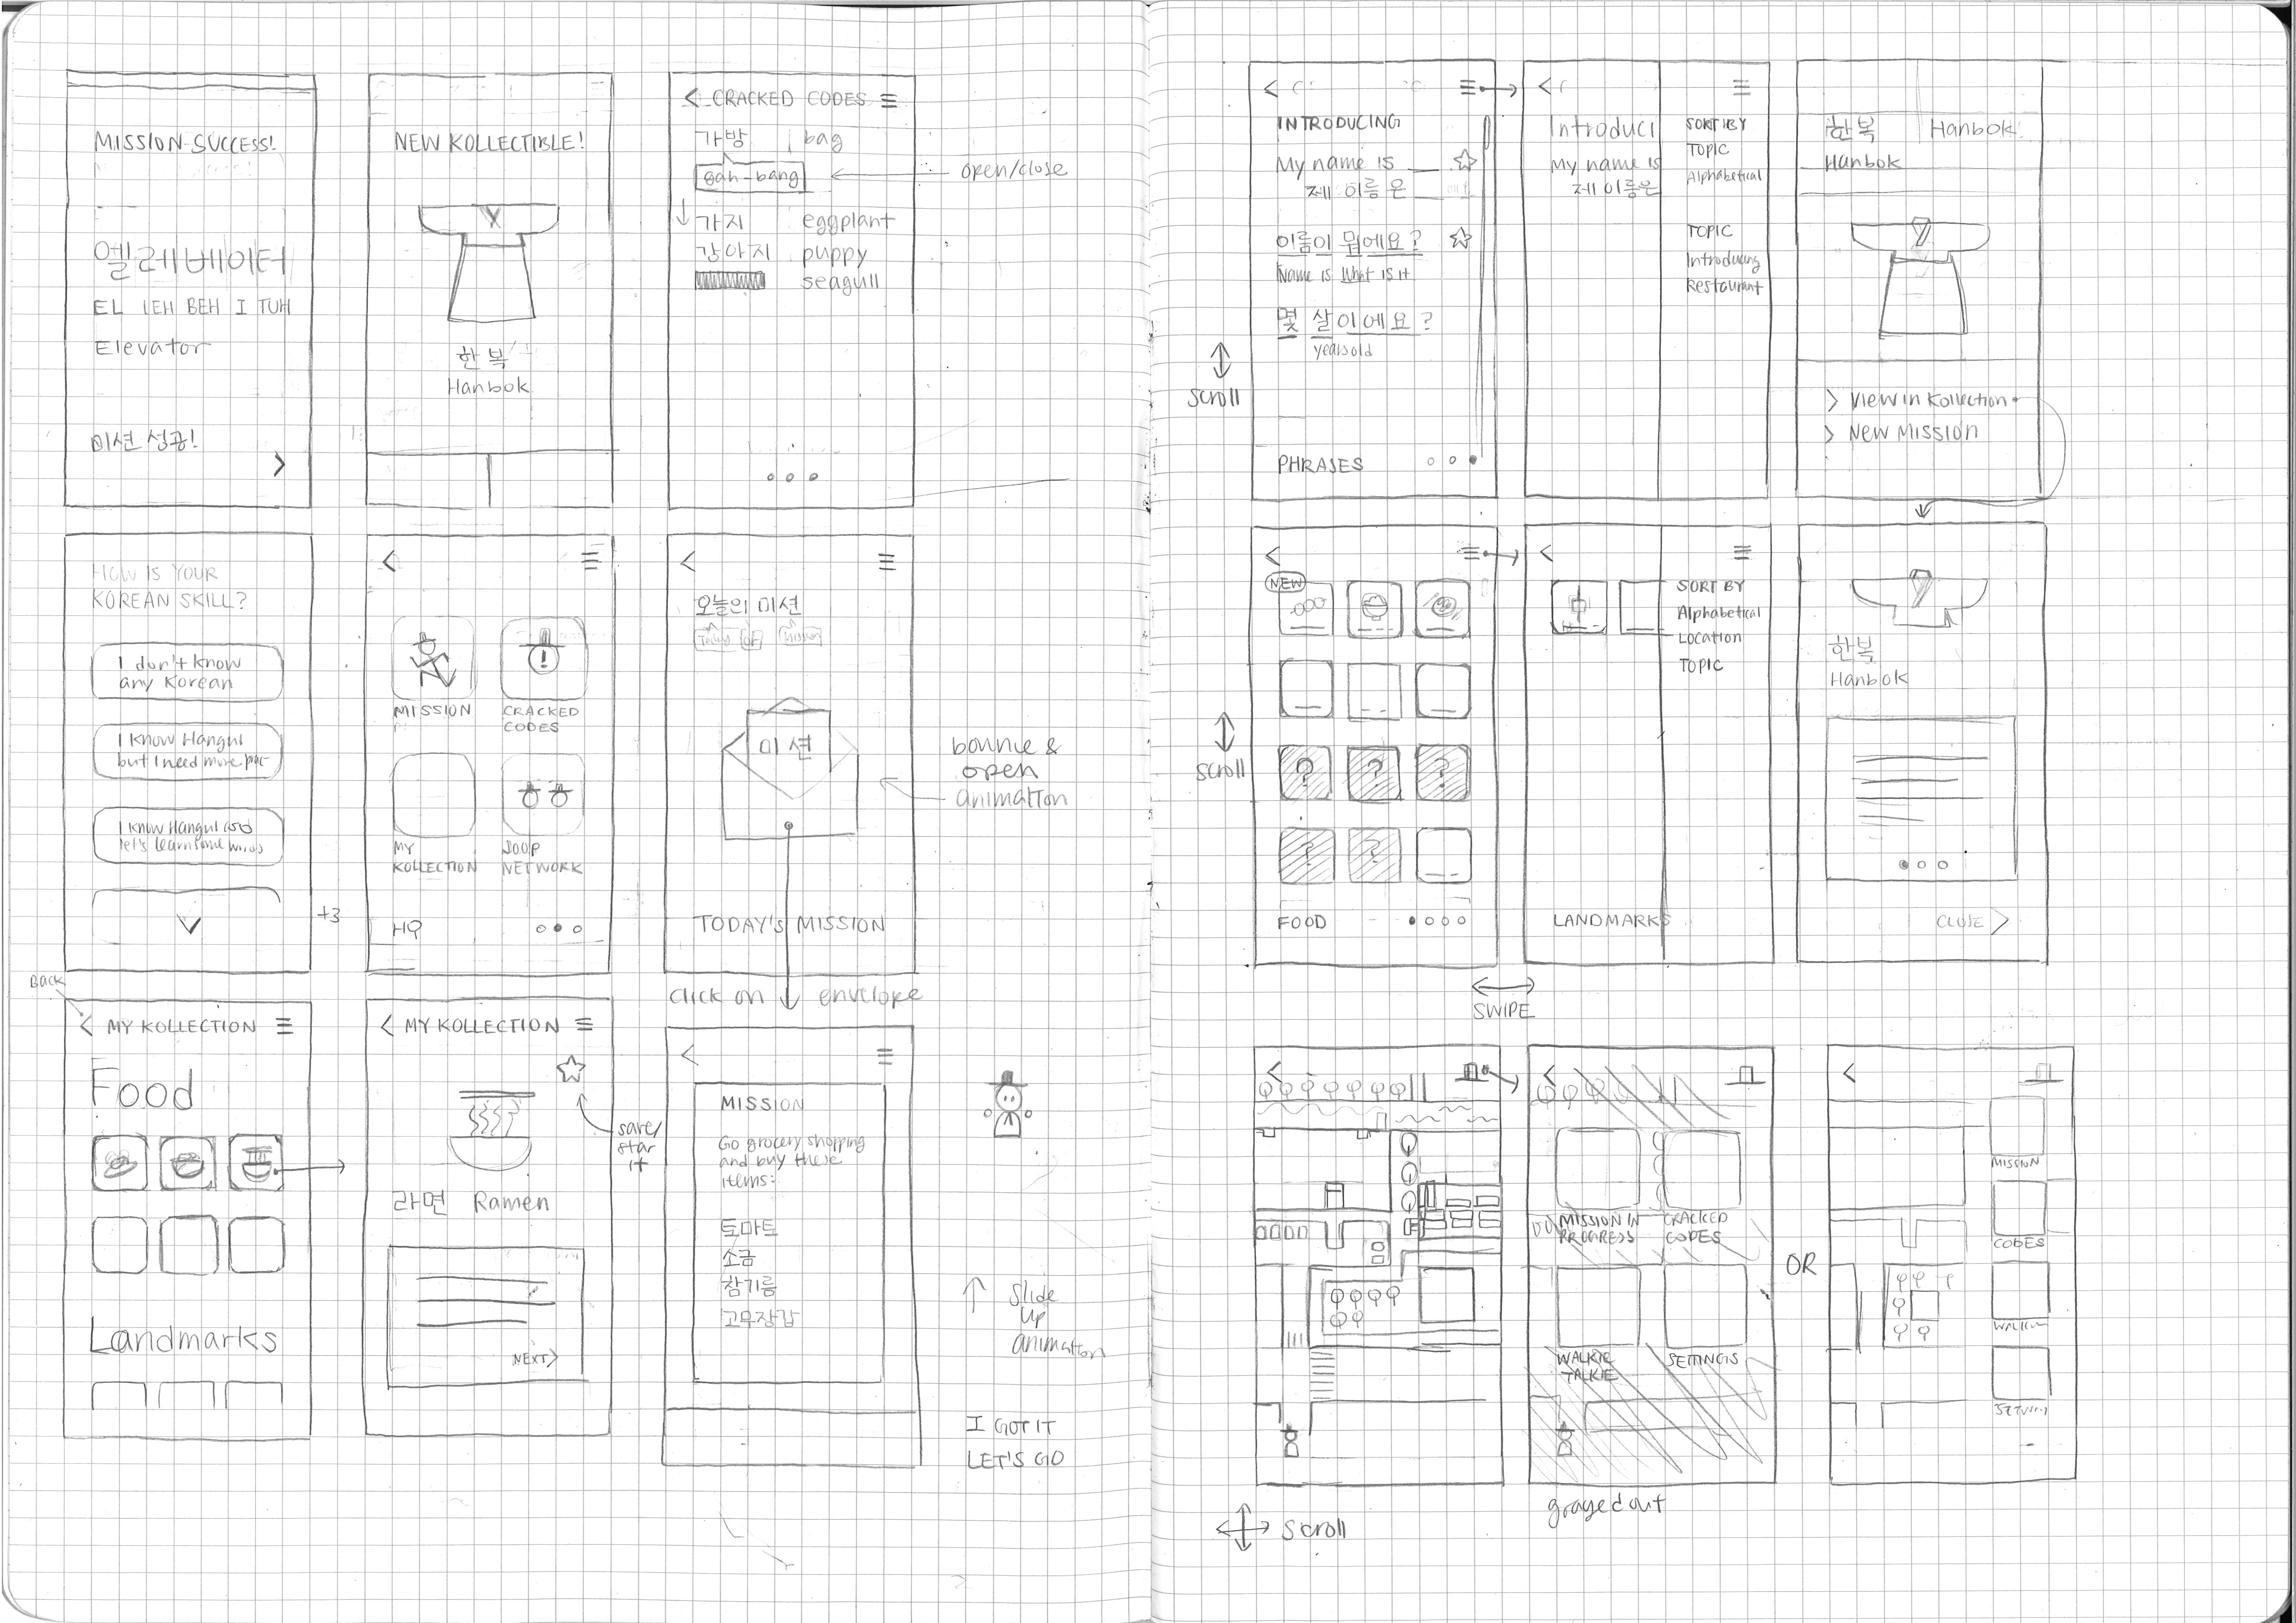 MISSION SUCCESS!
엘레베이터
EL LEH BEH I TUH
Elevator
미션 성공!
>
NEW KOLLECTIBLE!
한복
Hanbok
< CRACKED CODES
가방 | bag
gah-bang
open/close
가지 eggplant
강아지 puppy
seagull
HOW IS YOUR
KOREAN SKILL?
I don't know
any Korean
I know Hangul
but I need more
I know Hangul so
let's learn some words
+3
<
MISSION
CRACKED
CODES
MY
KOLLECTION
SOOP
NETWORK
HQ
<
오늘의 미션
Today OF Mission
미션
bounce &
open
animation
TODAY'S MISSION
click on envelope
BACK
< MY KOLLECTION
Food
Landmarks
< MY KOLLECTION
save/
star
it
라면 Ramen
NEXT>
<
MISSION
Go grocery shopping
and buy these
items:
토마토
소금
참기름
고무장갑
slide
up
animation
I GOT IT
LET'S GO
<
INTRODUCING
My name is
제 이름은
이름이 뭡에요?
Name is What is it
몇 살이에요?
years old
scroll
PHRASES
<
Introduci
My name is
제 이름은
SORT BY
TOPIC
Alphabetical
TOPIC
Introducing
Restaurant
한복 Hanbok
Hanbok
> View in Kollection
> NEW MISSION
<
NEW
? ? ?
? ?
scroll
FOOD
<
SORT BY
Alphabetical
Location
TOPIC
LANDMARKS
한복
Hanbok
CLOSE >
SWIPE
<
scroll
<
MISSION IN
PROGRESS
CRACKED
CODES
WALKIE
TALKIE
SETTINGS
grayed out
OR
<
MISSION
CODES
WALKIE